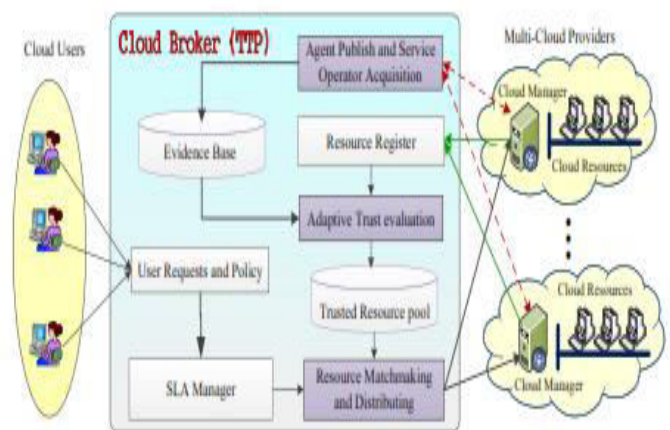 Cloud Users
Cloud Broker (TTP)
Agent Publish and Service
Operator Acquisition
Multi-Cloud Providers
Cloud Manager
Cloud Resources
Evidence Base
Resource Register
Adaptive Trust evaluation
User Requests and Policy
Trusted Resource pool
Cloud Resources
Cloud Manager
SLA Manager
Resource Matchmaking
and Distributing